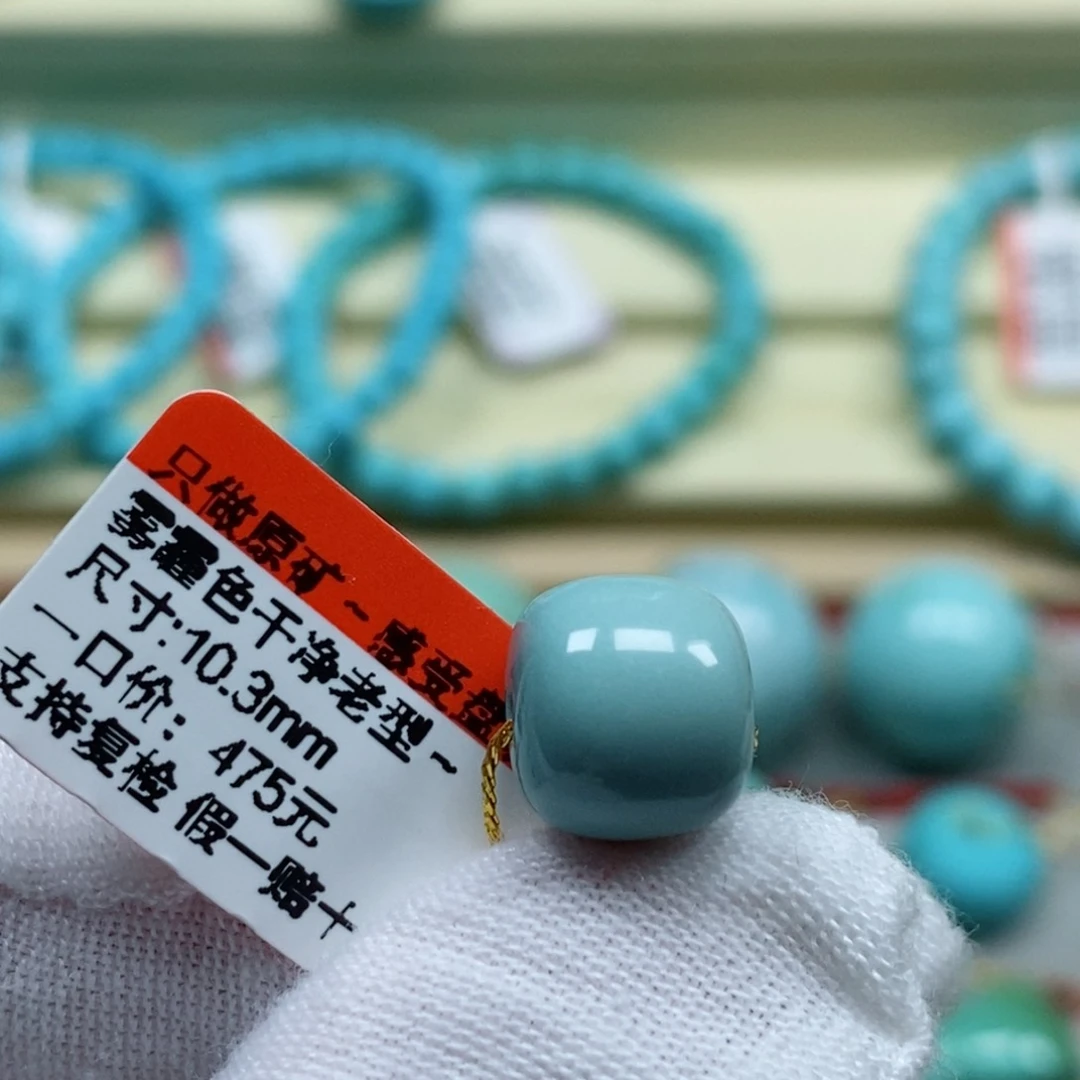 只做原矿~感受盘
雾霾色干净老型~
尺寸:10.3mm
一口价：475元
支持复检 假一赔十